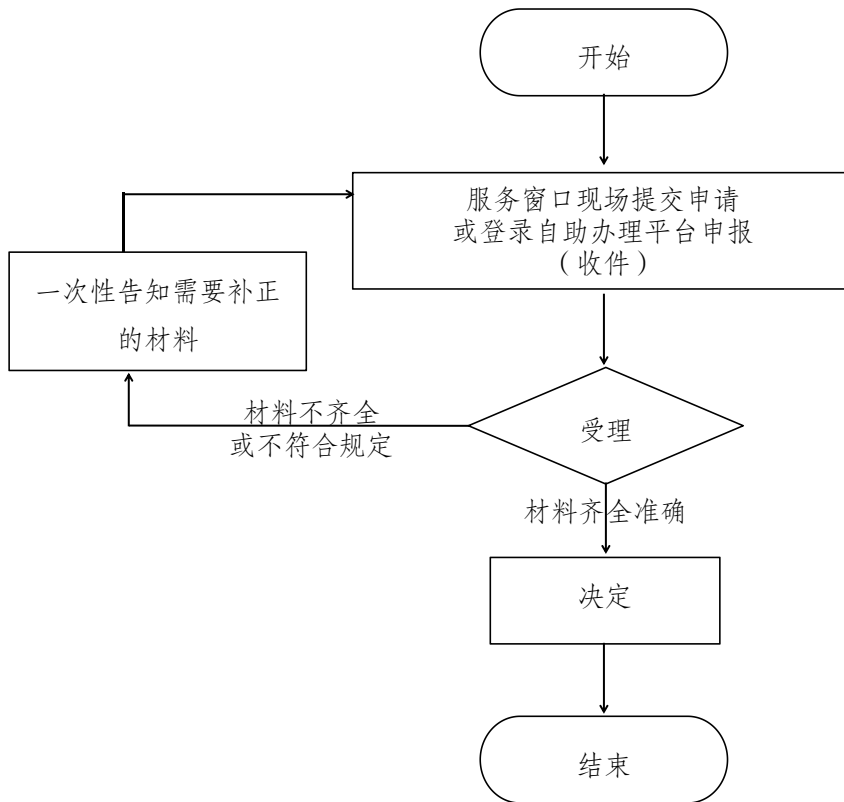 开始
服务窗口现场提交申请
或登录自助办理平台申报
（收件）
一次性告知需要补正
的材料
材料不齐全
或不符合规定
受理
材料齐全准确
决定
结束